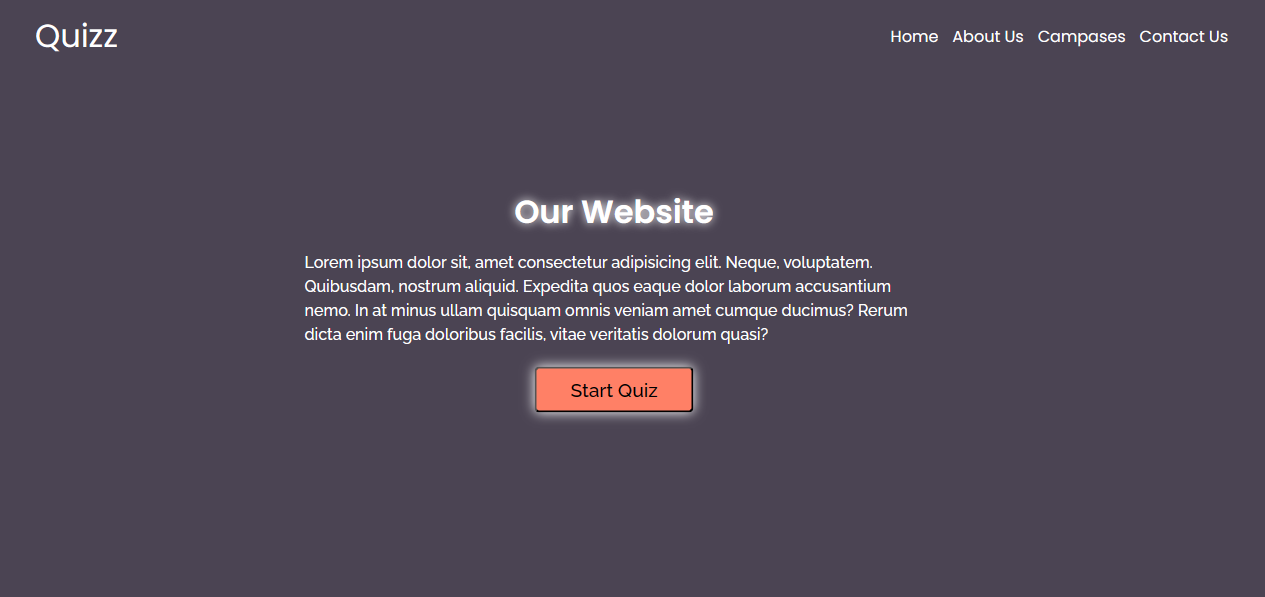 Quizz
Home About Us Campases Contact Us
Our Website
Lorem ipsum dolor sit, amet consectetur adipisicing elit. Neque, voluptatem.
Quibusdam, nostrum aliquid. Expedita quos eaque dolor laborum accusantium
nemo. In at minus ullam quisquam omnis veniam amet cumque ducimus? Rerum
dicta enim fuga doloribus facilis, vitae veritatis dolorum quasi?
Start Quiz